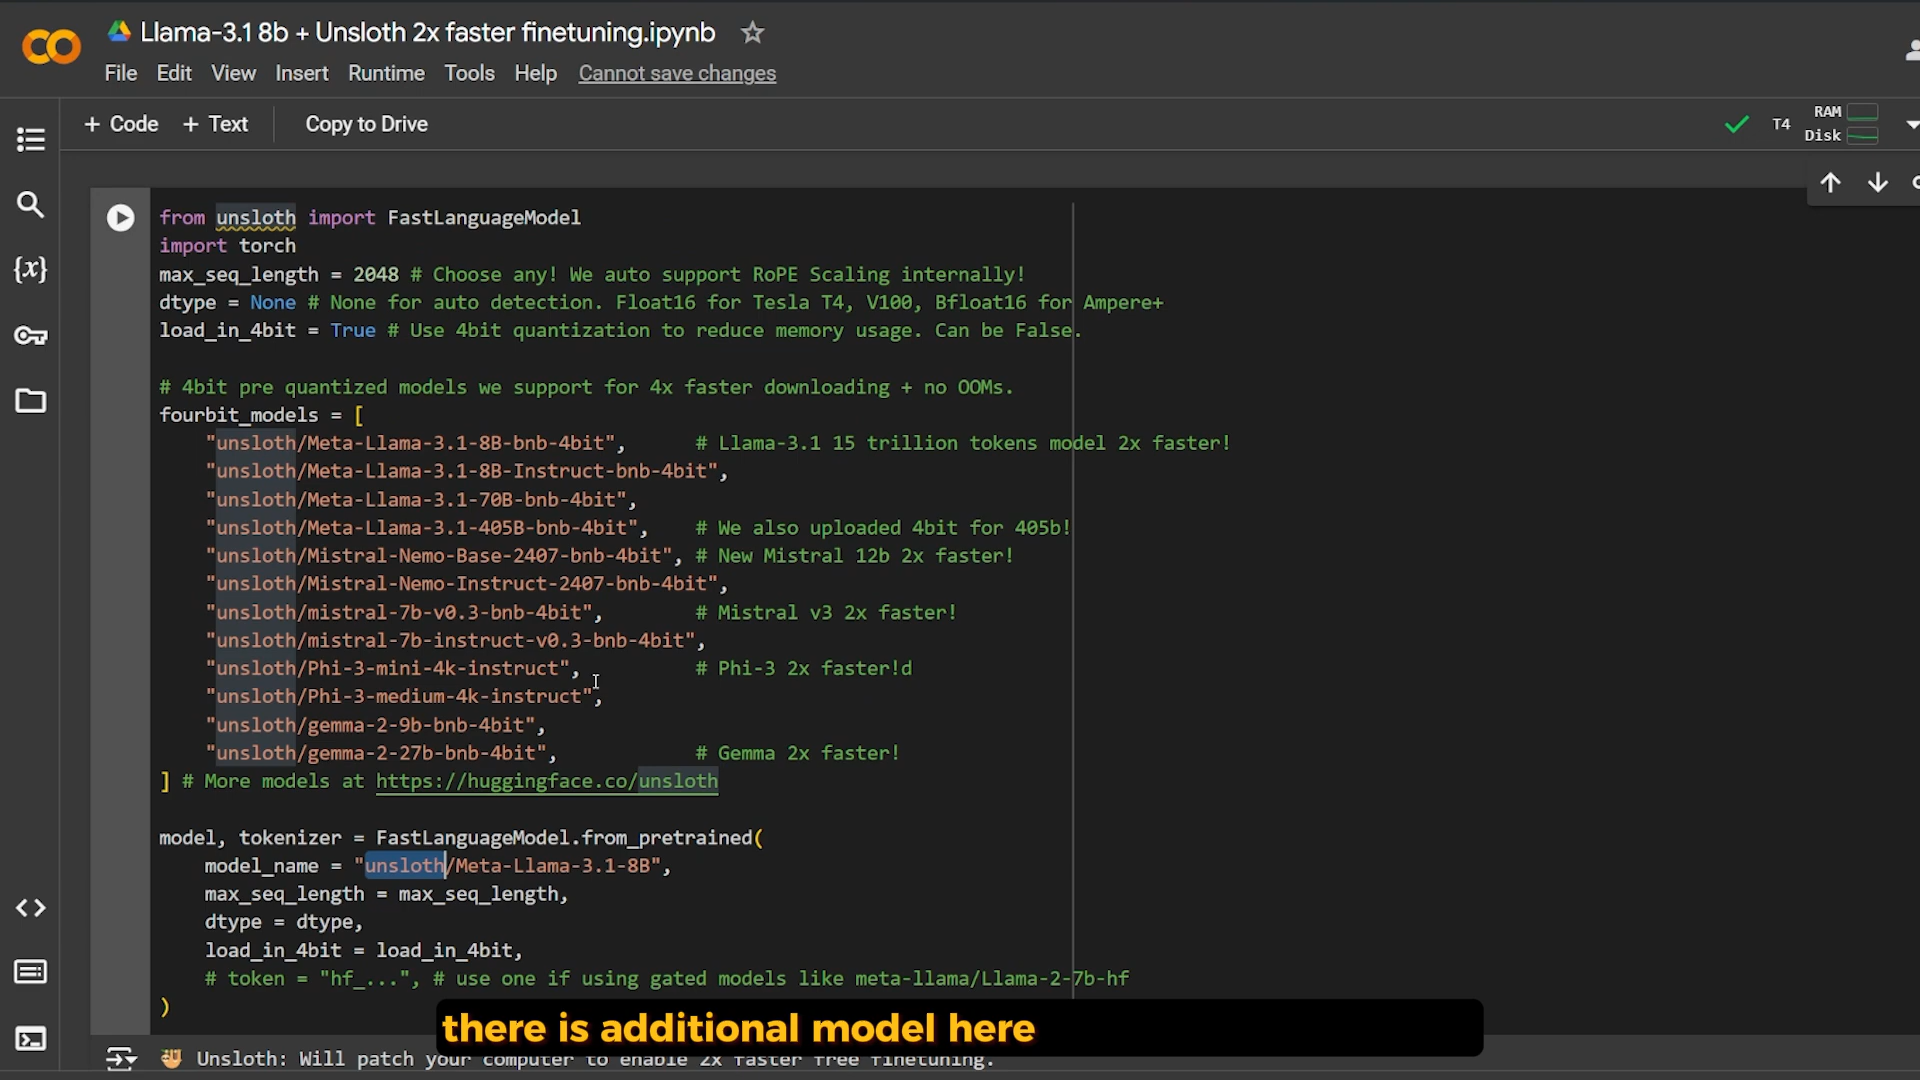 Llama-3.1 8b + Unsloth 2x faster finetuning.ipynb
File Edit View Insert Runtime Tools Help Cannot save changes
+ Code + Text Copy to Drive
T4 RAM
Disk
from unsloth import FastLanguageModel
import torch
max_seq_length = 2048 # Choose any! We auto support RoPE Scaling internally!
dtype = None # None for auto detection. Float16 for Tesla T4, V100, Bfloat16 for Ampere+
load_in_4bit = True # Use 4bit quantization to reduce memory usage. Can be False.
# 4bit pre quantized models we support for 4x faster downloading + no OOMs.
fourbit_models = [
"unsloth/Meta-Llama-3.1-8B-bnb-4bit", # Llama-3.1 15 trillion tokens model 2x faster!
"unsloth/Meta-Llama-3.1-8B-Instruct-bnb-4bit",
"unsloth/Meta-Llama-3.1-70B-bnb-4bit",
"unsloth/Meta-Llama-3.1-405B-bnb-4bit", # We also uploaded 4bit for 405b!
"unsloth/Mistral-Nemo-Base-2407-bnb-4bit", # New Mistral 12b 2x faster!
"unsloth/Mistral-Nemo-Instruct-2407-bnb-4bit",
"unsloth/mistral-7b-v0.3-bnb-4bit", # Mistral v3 2x faster!
"unsloth/mistral-7b-instruct-v0.3-bnb-4bit",
"unsloth/Phi-3-mini-4k-instruct", # Phi-3 2x faster!d
"unsloth/Phi-3-medium-4k-instruct",
"unsloth/gemma-2-9b-bnb-4bit",
"unsloth/gemma-2-27b-bnb-4bit", # Gemma 2x faster!
] # More models at https://huggingface.co/unsloth
model, tokenizer = FastLanguageModel.from_pretrained(
model_name = "unsloth/Meta-Llama-3.1-8B",
max_seq_length = max_seq_length,
dtype = dtype,
load_in_4bit = load_in_4bit,
# token = "hf_...", # use one if using gated models like meta-llama/Llama-2-7b-hf
)
there is additional model here
Unsloth: Will patch your computer to enable 2x faster free finetuning.